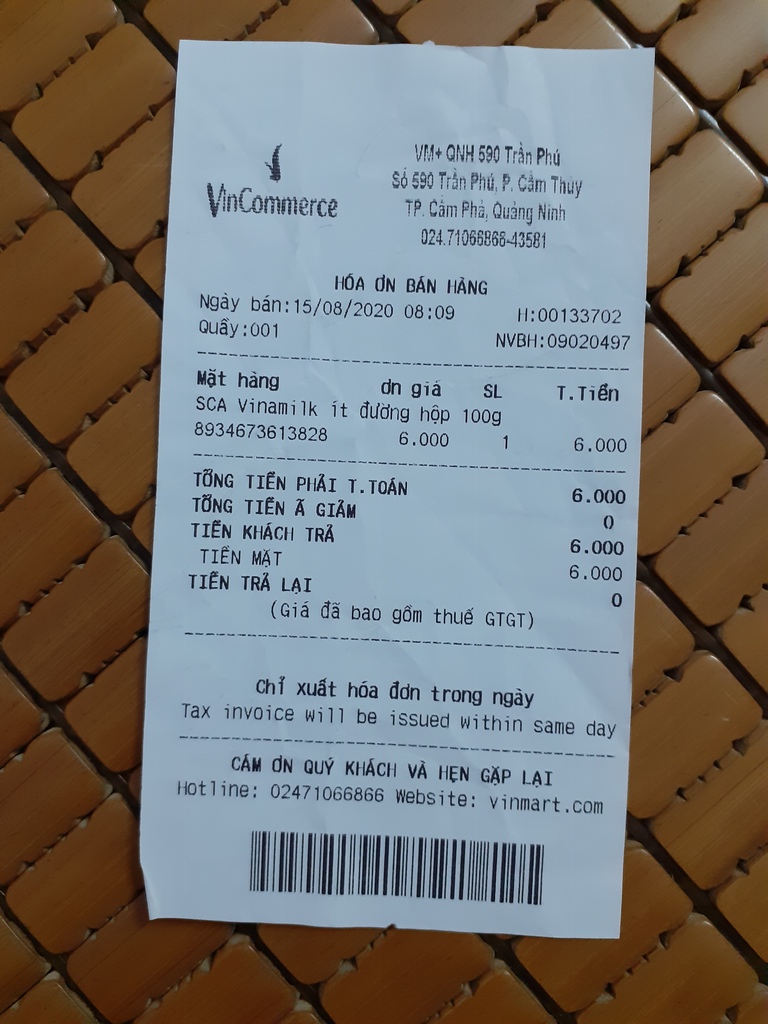 VinCommerce
VM+ QNH 590 Trần Phú
Số 590 Trần Phú, P. Cẩm Thủy
TP. Cẩm Phả, Quảng Ninh
024.71066866-43581
HÓA ƠN BÁN HÀNG
Ngày bán:15/08/2020 08:09 H:00133702
Quầy:001 NVBH:09020497
Mặt hàng ơn giá SL T.Tiền
SCA Vinamilk ít đường hộp 100g
8934673613828 6.000 1 6.000
TỔNG TIỀN PHẢI T.TOÁN 6.000
TỔNG TIỀN Ã GIẢM 0
TIỀN KHÁCH TRẢ 6.000
TIỀN MẶT 6.000
TIỀN TRẢ LẠI 0
(Giá đã bao gồm thuế GTGT)
Chỉ xuất hóa đơn trong ngày
Tax invoice will be issued within same day
CÁM ƠN QUÝ KHÁCH VÀ HẸN GẶP LẠI
Hotline: 02471066866 Website: vinmart.com